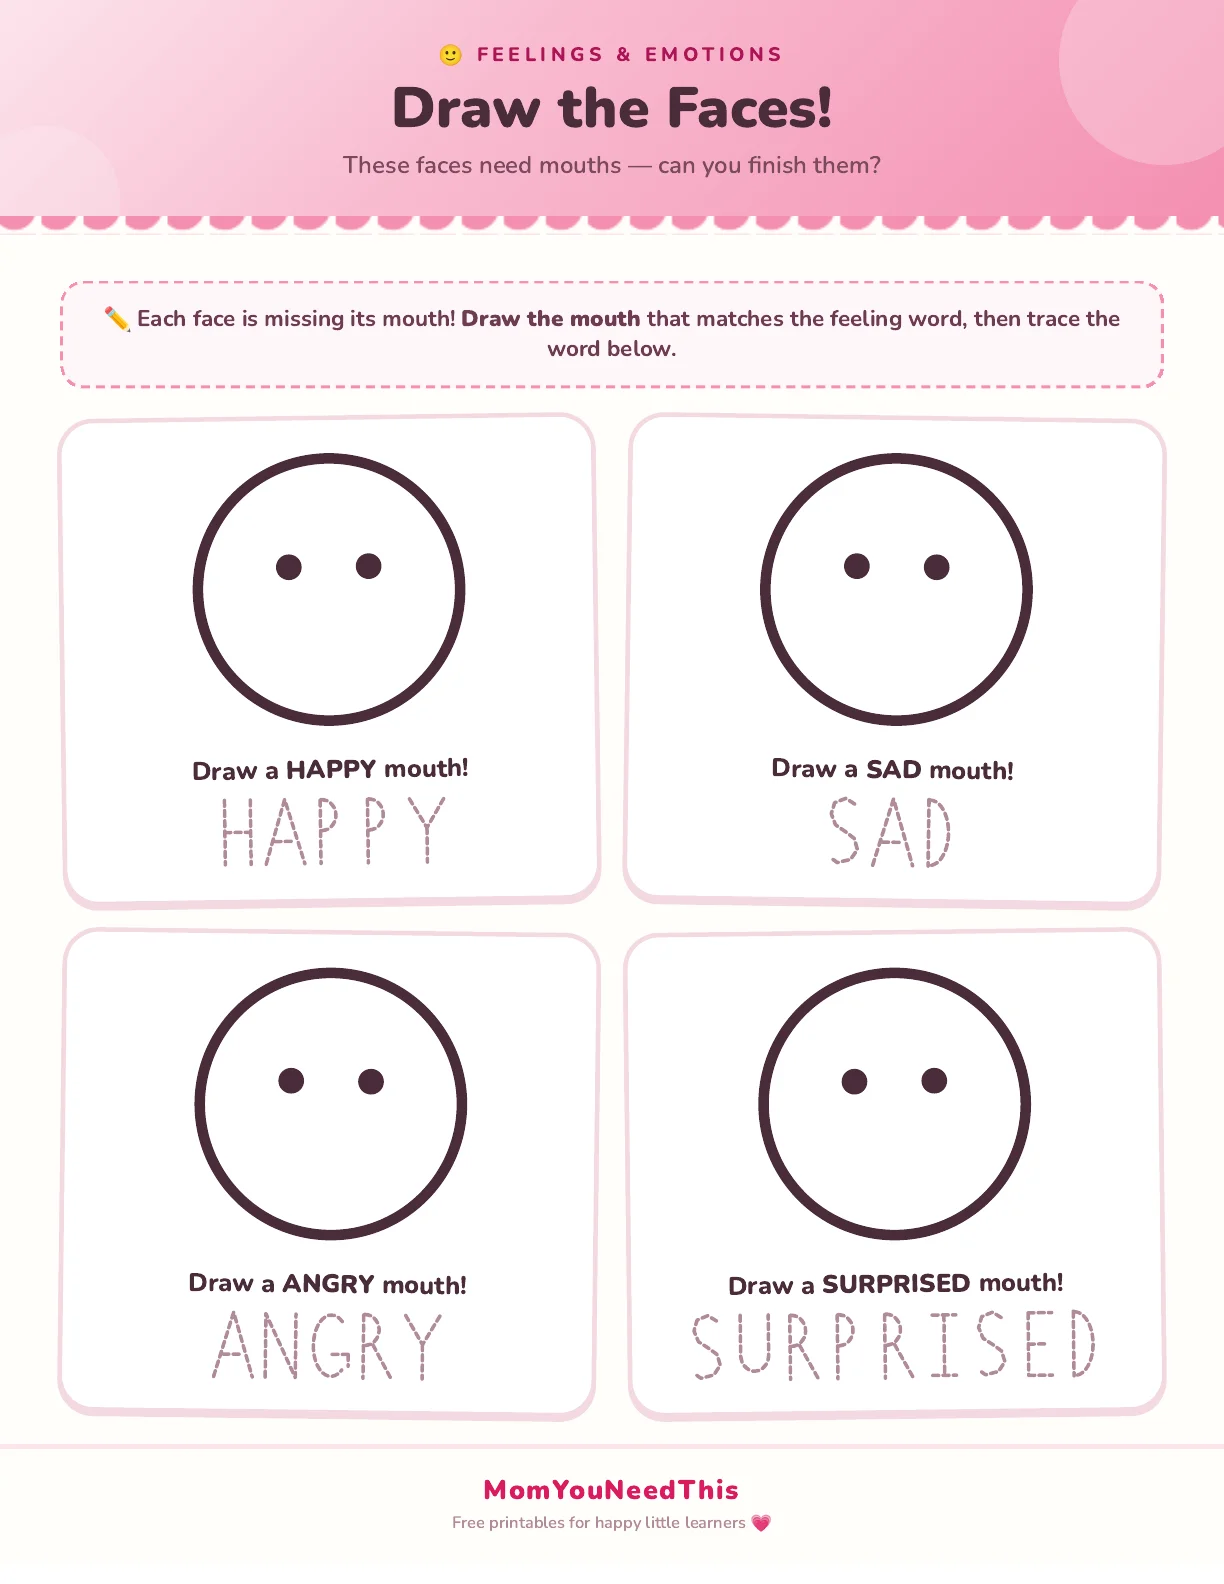 🙂 FEELINGS & EMOTIONS
Draw the Faces!
These faces need mouths — can you finish them?
✏️ Each face is missing its mouth! Draw the mouth that matches the feeling word, then trace the
word below.
Draw a HAPPY mouth!
HAPPY
Draw a SAD mouth!
SAD
Draw a ANGRY mouth!
ANGRY
Draw a SURPRISED mouth!
SURPRISED
MomYouNeedThis
Free printables for happy little learners 💗